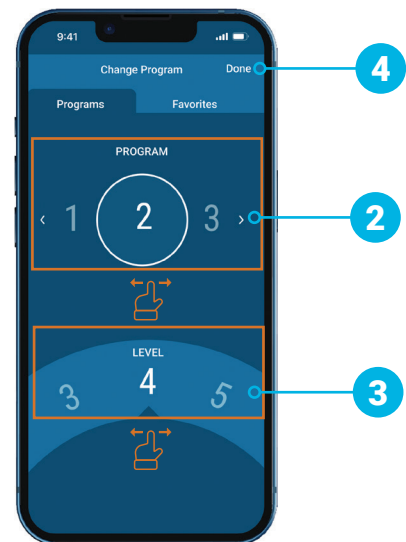 9:41
Change Program Done
4
Programs Favorites
PROGRAM
‹ 1 2 3 ›
2
LEVEL
3 4 5
3